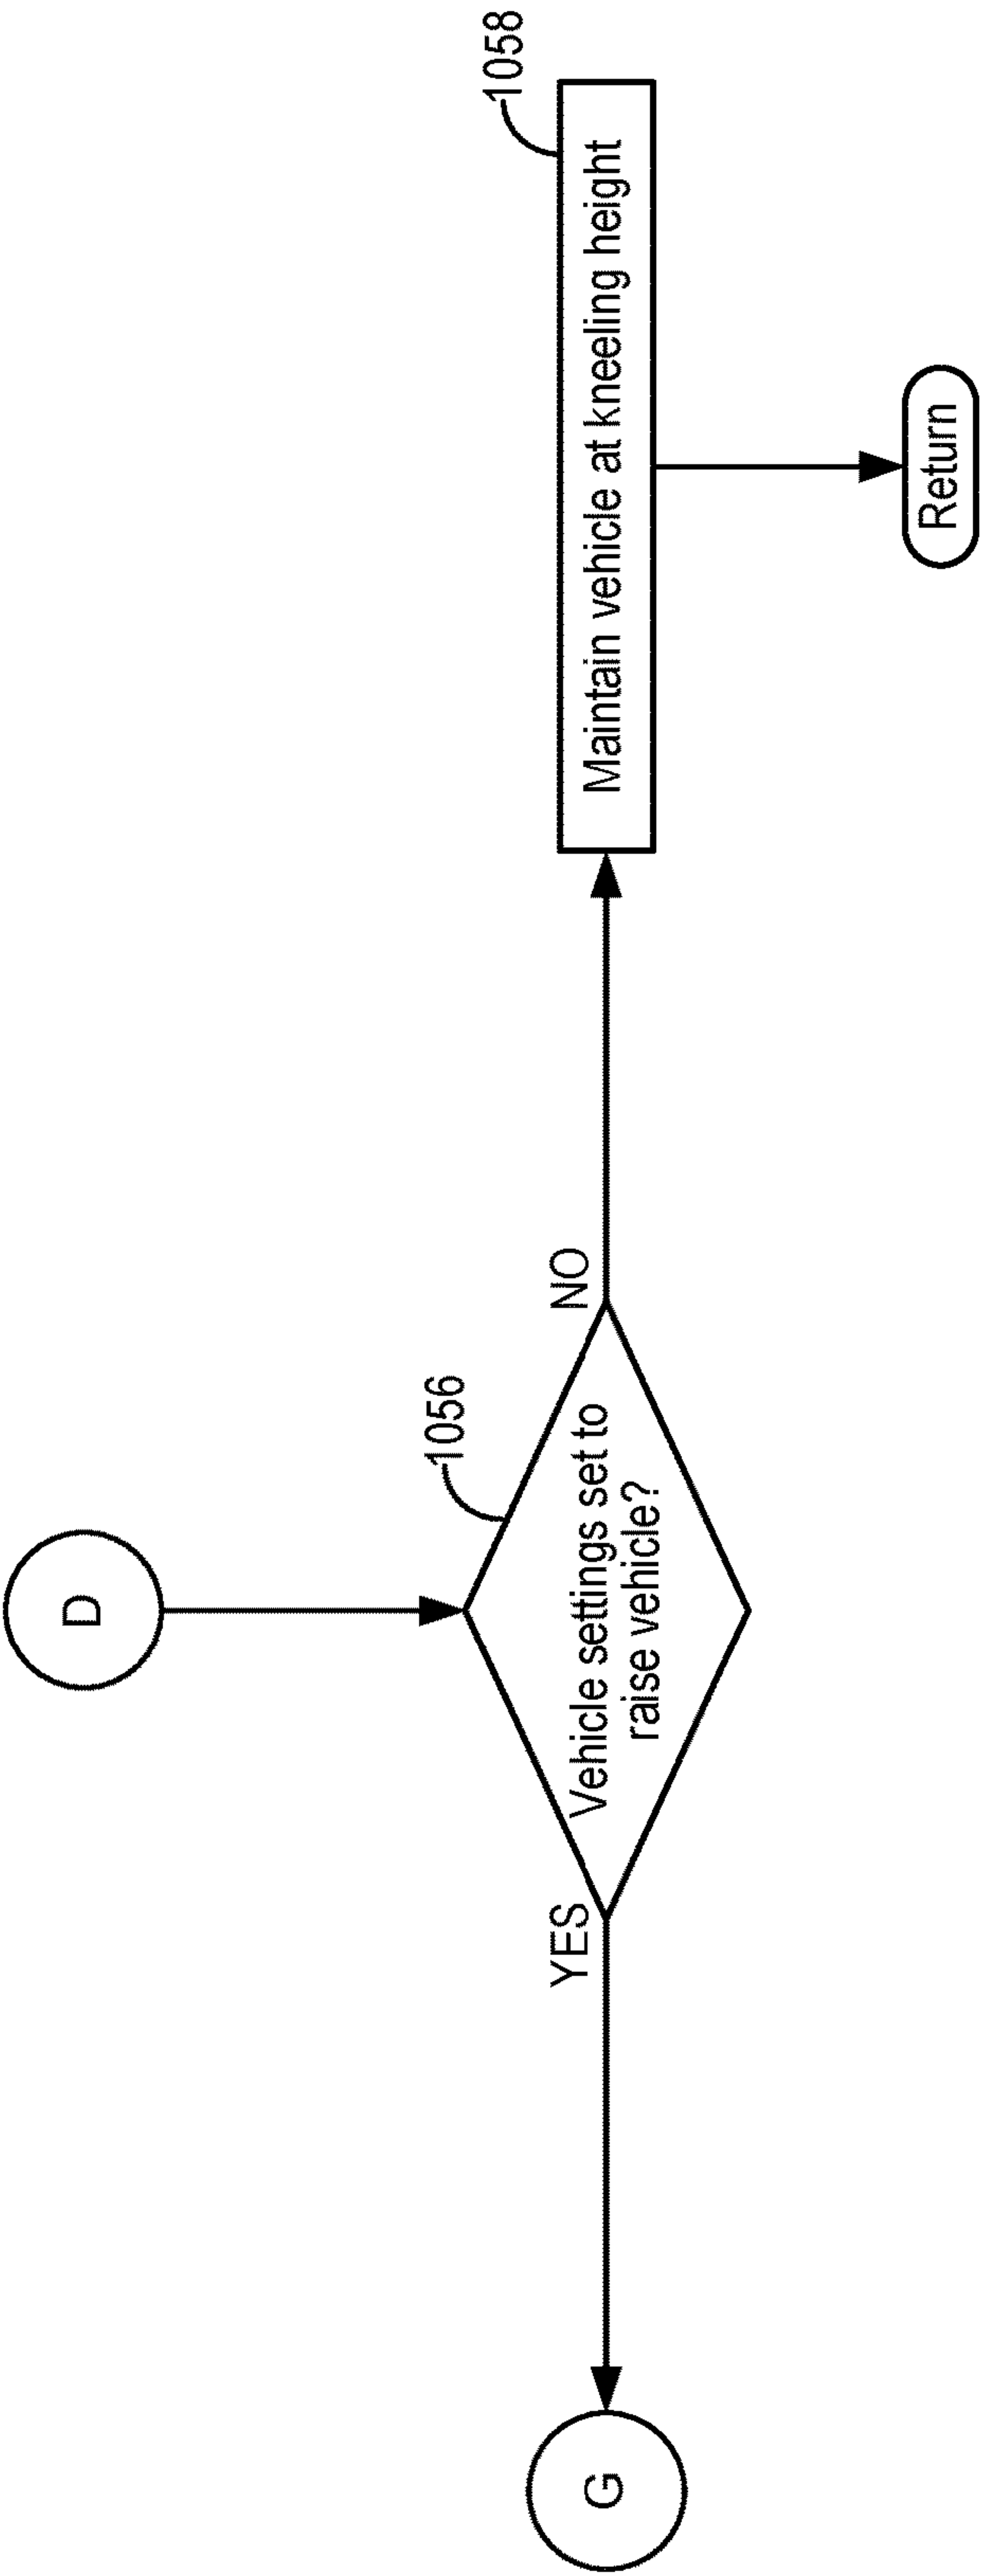 D
1056
Vehicle settings set to
raise vehicle?
YES
NO
G
1058
Maintain vehicle at kneeling height
Return